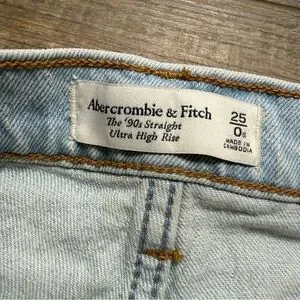 Abercrombie & Fitch
The '90s Straight
Ultra High Rise
25
0s
MADE IN
CAMBODIA